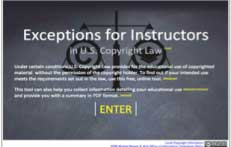 Exceptions for Instructors
in U.S. Copyright Law
Under certain conditions U.S. Copyright Law provides for the educational use of copyrighted
material without the permission of the copyright holder. To find out if your intended use
meets the requirements set out in the law, use this free, online tool.
This tool can also help you collect information detailing your educational use
and provide you with a summary in PDF format.
| ENTER |